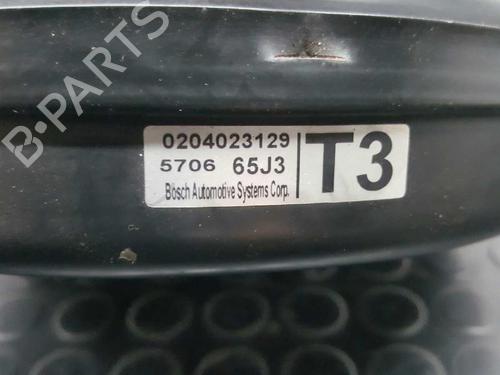 B-PARTS
0204023129
5706 65J3
Bosch Automotive Systems Corp.
T3